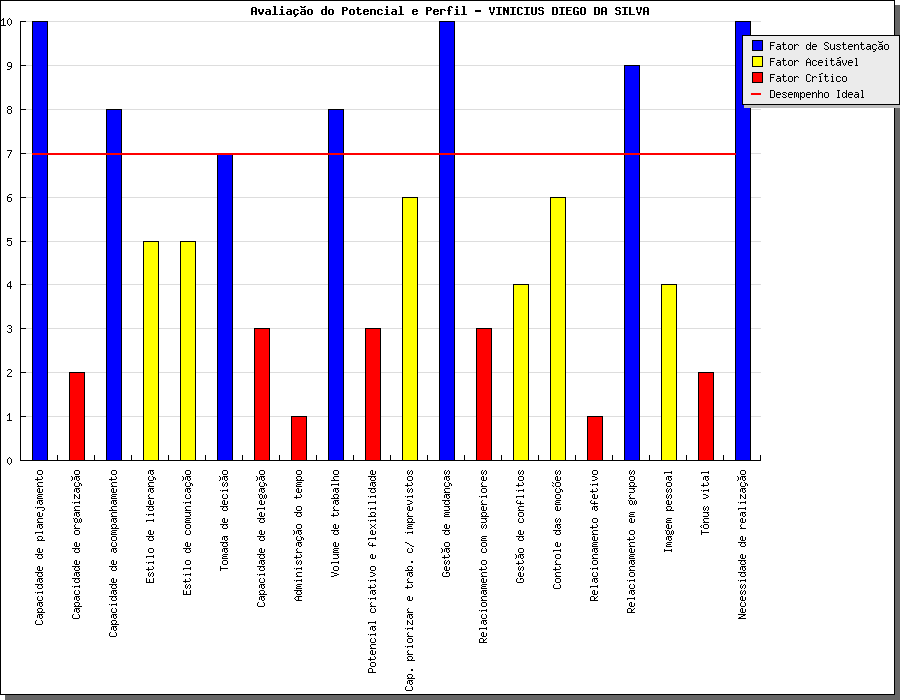 Avaliação do Potencial e Perfil - VINICIUS DIEGO DA SILVA
10
9
8
7
6
5
4
3
2
1
0
Fator de Sustentação
Fator Aceitável
Fator Crítico
Desempenho Ideal
Capacidade de planejamento
Capacidade de organização
Capacidade de acompanhamento
Estilo de liderança
Estilo de comunicação
Tomada de decisão
Capacidade de delegação
Administração do tempo
Volume de trabalho
Potencial criativo e flexibilidade
Cap. priorizar e trab. c/ imprevistos
Gestão de mudanças
Relacionamento com superiores
Gestão de conflitos
Controle das emoções
Relacionamento afetivo
Relacionamento em grupos
Imagem pessoal
Tônus vital
Necessidade de realização